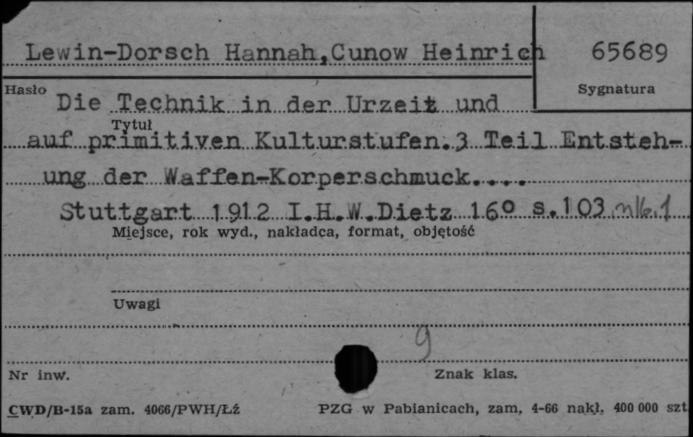 Lewin-Dorsch Hannah,Cunow Heinrich
65689
Hasło
Sygnatura
Die Technik in der Urzeit und
Tytuł
auf primitiven Kulturstufen.3 Teil Entsteh-
ung der Waffen-Korperschmuck....
Stuttgart 1912 I.H.W.Dietz 16° s.103
Miejsce, rok wyd., nakładca, format, objętość
Uwagi
9
Nr inw.
Znak klas.
CWD/B-15a zam. 4066/PWH/Łź
PZG w Pabianicach, zam, 4-66 nakł. 400 000 szt